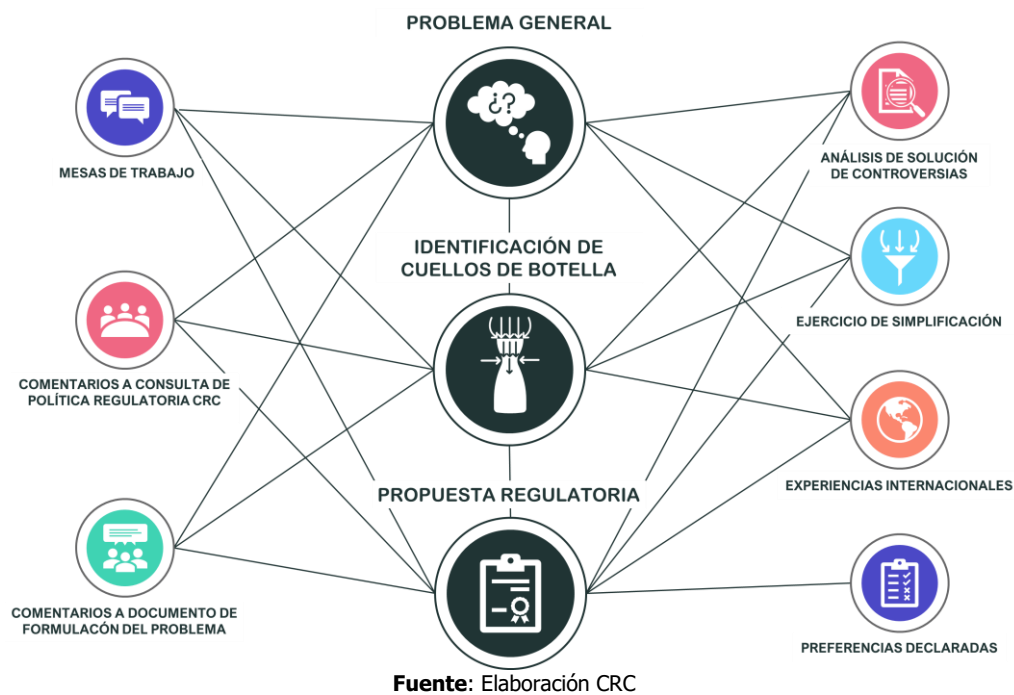 PROBLEMA GENERAL
¿?
MESAS DE TRABAJO
ANÁLISIS DE SOLUCIÓN
DE CONTROVERSIAS
IDENTIFICACIÓN DE
CUELLOS DE BOTELLA
EJERCICIO DE SIMPLIFICACIÓN
COMENTARIOS A CONSULTA DE
POLÍTICA REGULATORIA CRC
EXPERIENCIAS INTERNACIONALES
PROPUESTA REGULATORIA
COMENTARIOS A DOCUMENTO DE
FORMULACÓN DEL PROBLEMA
PREFERENCIAS DECLARADAS
Fuente: Elaboración CRC